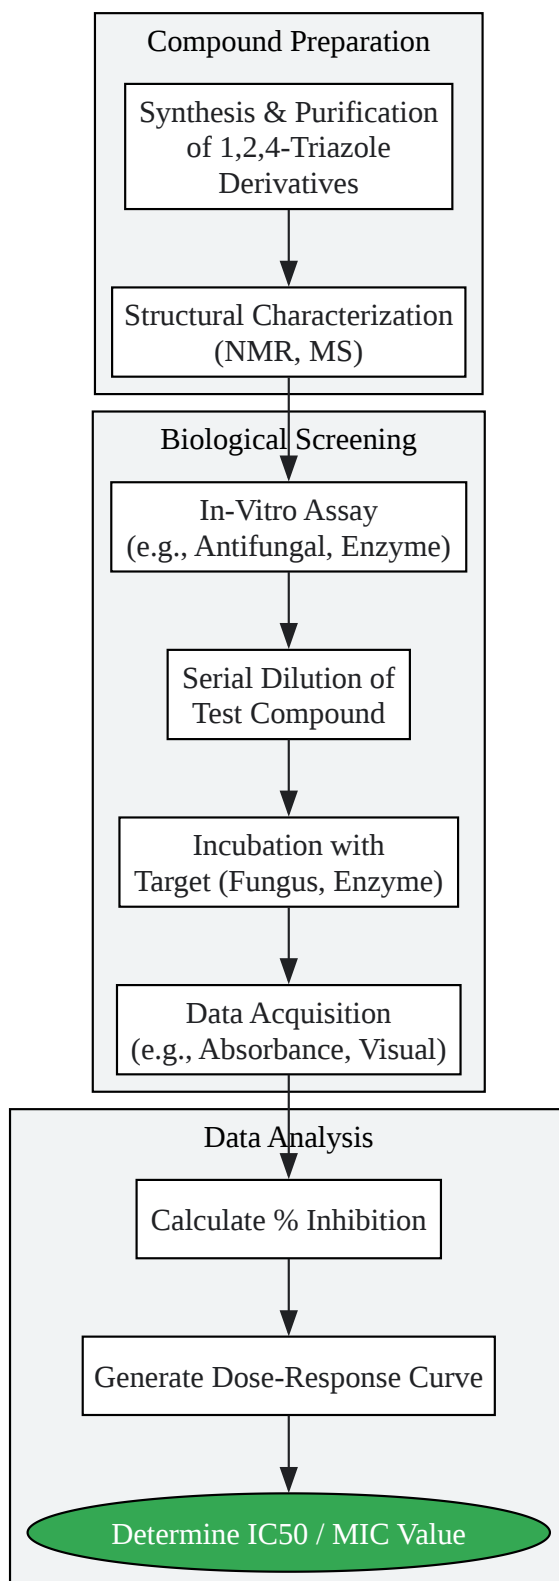 Compound Preparation
Synthesis & Purification
of 1,2,4-Triazole
Derivatives
Structural Characterization
(NMR, MS)
Biological Screening
In-Vitro Assay
(e.g., Antifungal, Enzyme)
Serial Dilution of
Test Compound
Incubation with
Target (Fungus, Enzyme)
Data Acquisition
(e.g., Absorbance, Visual)
Data Analysis
Calculate % Inhibition
Generate Dose-Response Curve
Determine IC50 / MIC Value